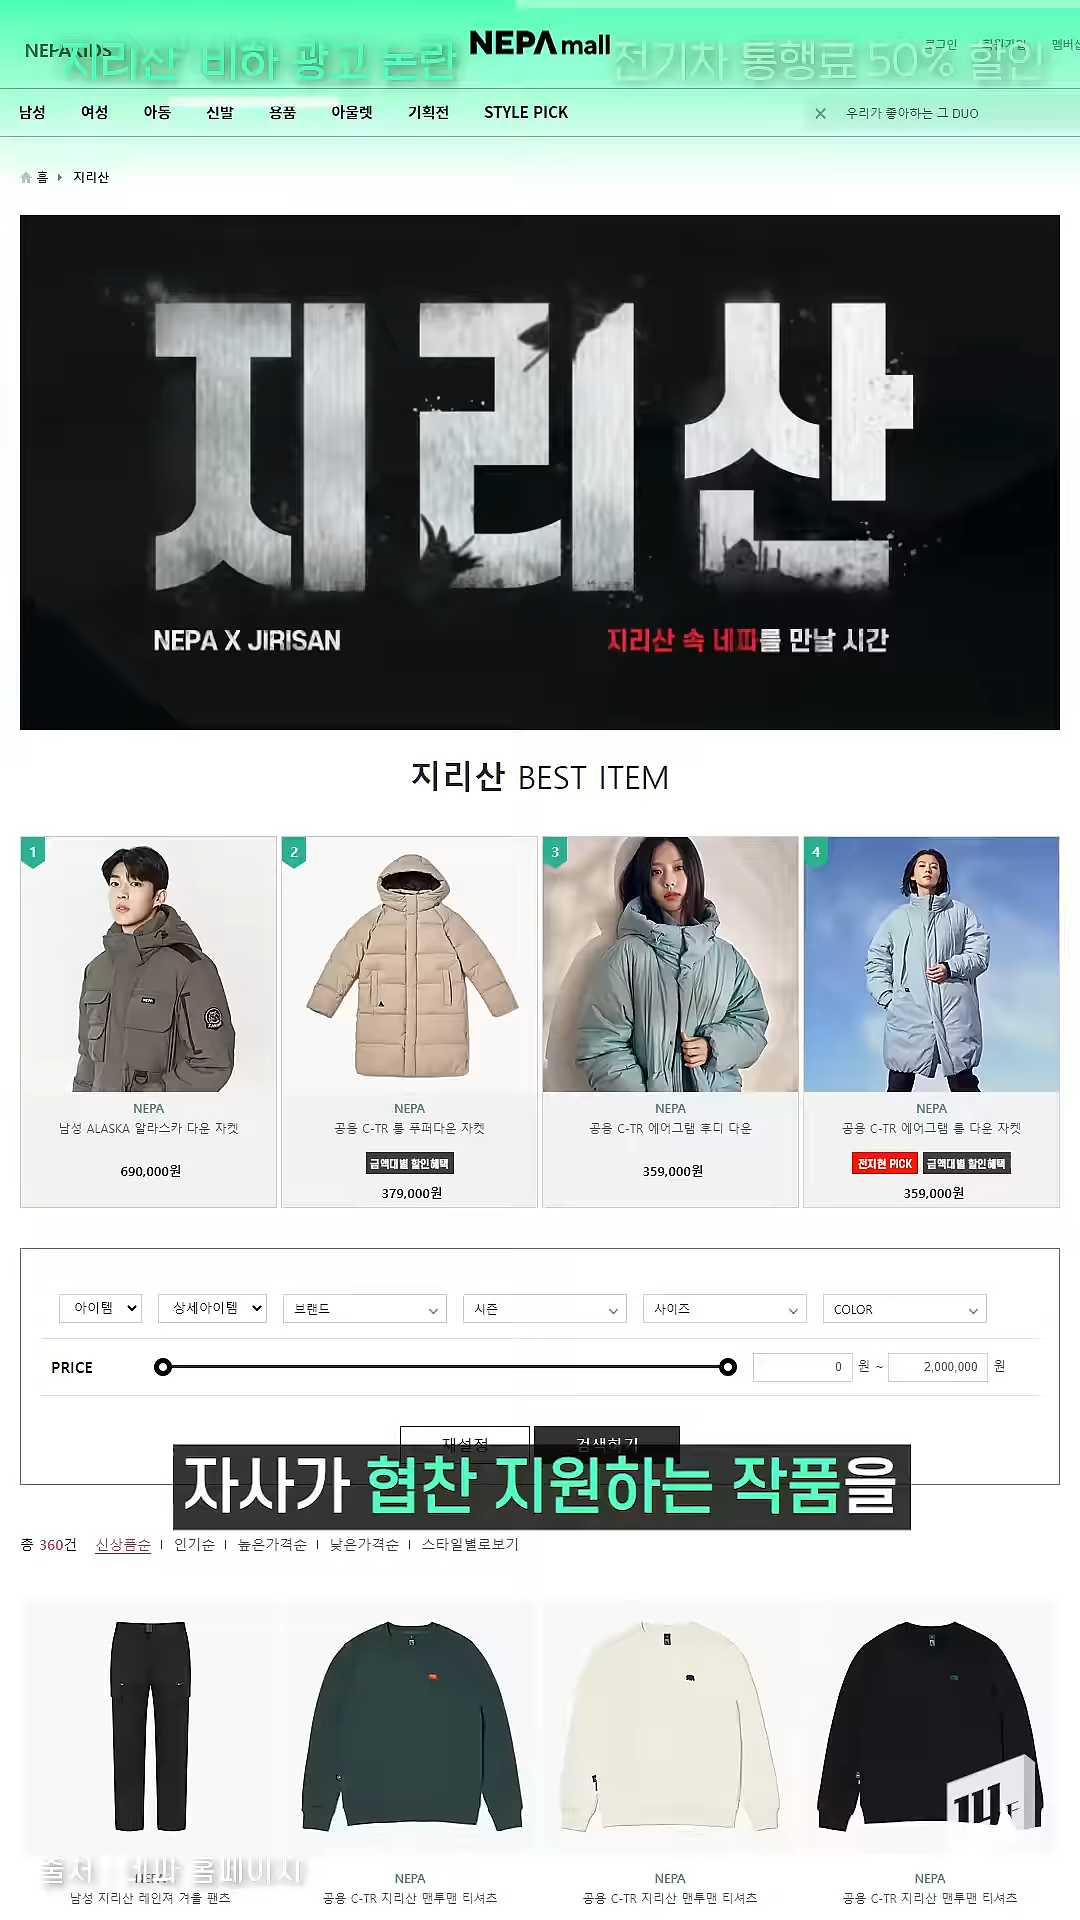 NEPA KIDS
NEPA mall
로그인 회원가입 멤버십
'지리산' 비하 광고 논란
전기차 통행료 50% 할인
남성 여성 아동 신발 용품 아울렛 기획전 STYLE PICK
우리가 좋아하는 그 DUO
홈 지리산
지리산
NEPA X JIRISAN
지리산 속 네파를 만날 시간
지리산 BEST ITEM
1 2 3 4
NEPA NEPA NEPA NEPA
남성 ALASKA 알라스카 다운 자켓
공용 C-TR 롱 푸퍼다운 자켓
공용 C-TR 에어그램 후디 다운
공용 C-TR 에어그램 롱 다운 자켓
금액대별 할인혜택
전지현 PICK 금액대별 할인혜택
690,000원
379,000원
359,000원
359,000원
아이템 상세아이템 브랜드 시즌 사이즈 COLOR
PRICE 0 원 ~ 2,000,000 원
재설정 검색하기
자사가 협찬 지원하는 작품을
총 360건 신상품순 인기순 높은가격순 낮은가격순 스타일별로보기
14F
출처 : 네파 홈페이지
NEPA NEPA NEPA NEPA
남성 지리산 레인져 겨울 팬츠
공용 C-TR 지리산 맨투맨 티셔츠
공용 C-TR 지리산 맨투맨 티셔츠
공용 C-TR 지리산 맨투맨 티셔츠